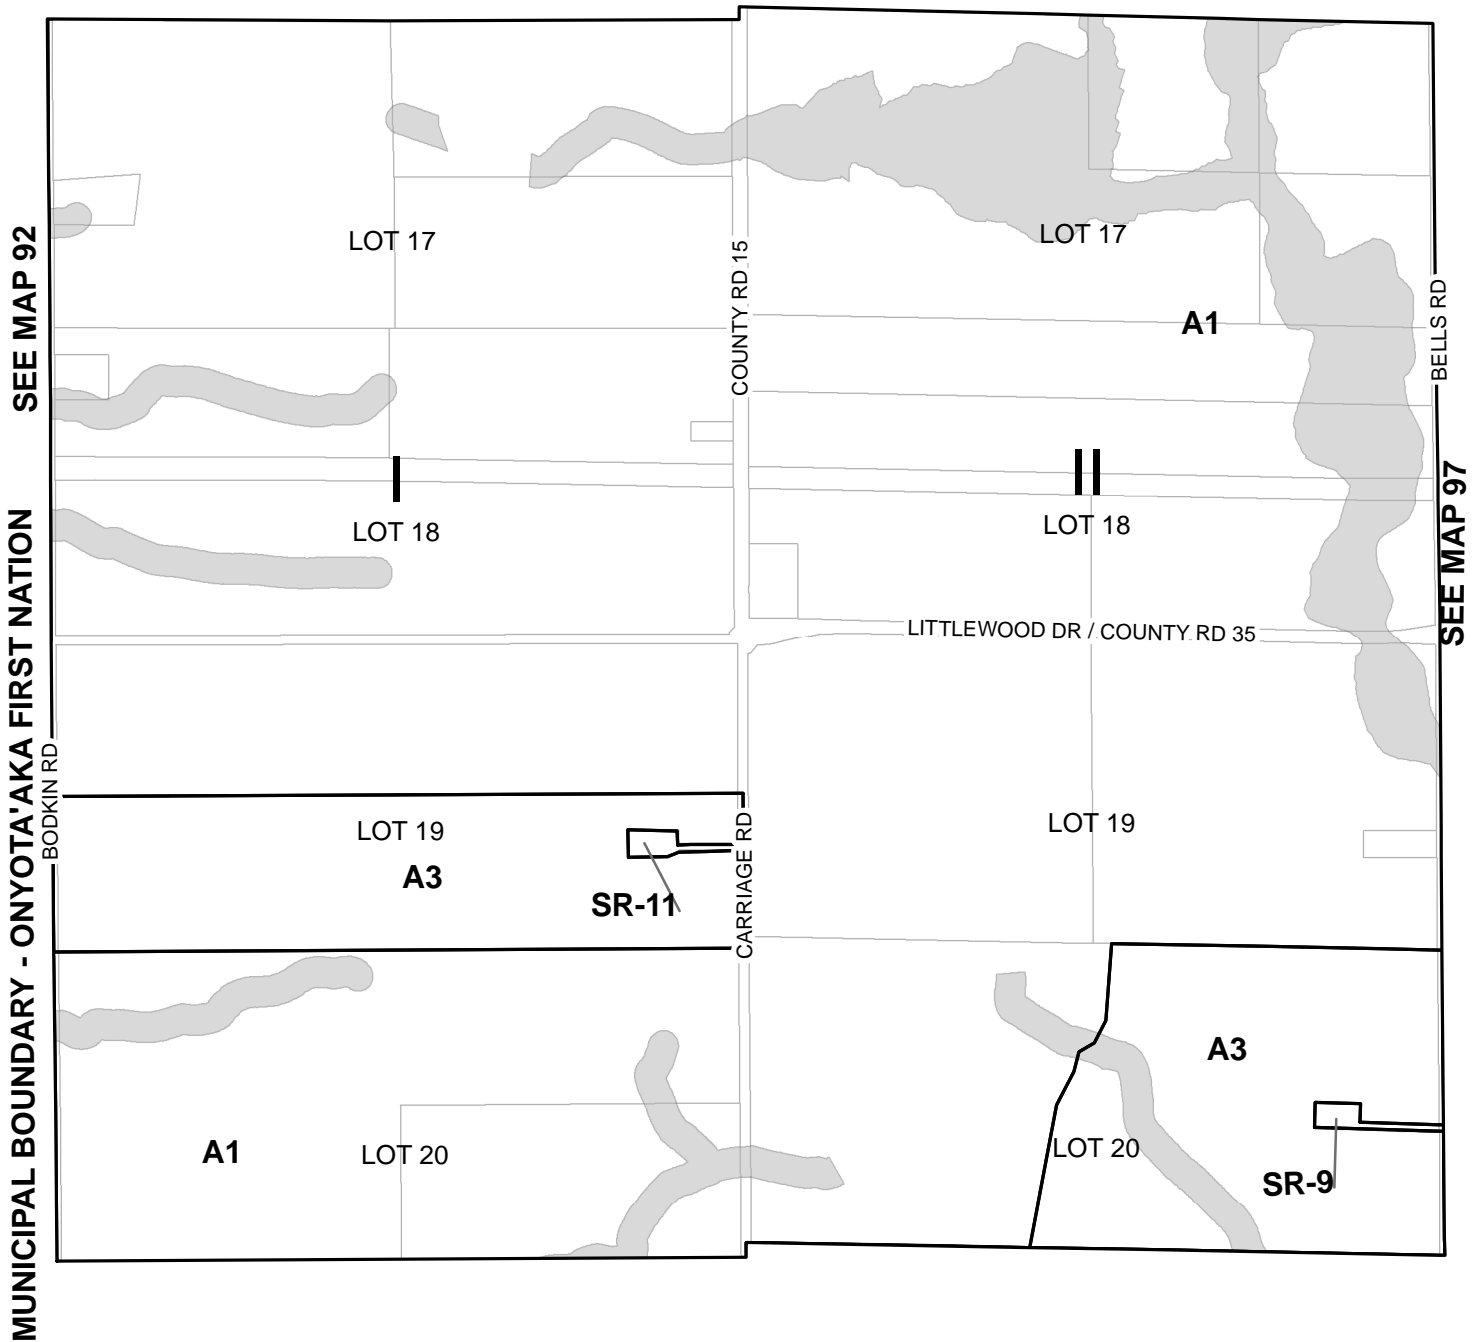 SEE MAP 92
MUNICIPAL BOUNDARY - ONYOTA'AKA FIRST NATION
BODKIN RD
LOT 17
COUNTY RD 15
LOT 17
A1
BELLS RD
I
II
LOT 18
LOT 18
SEE MAP 97
LITTLEWOOD DR / COUNTY RD 35
LOT 19
A3
SR-11
CARRIAGE RD
LOT 19
A3
A1
LOT 20
LOT 20
SR-9